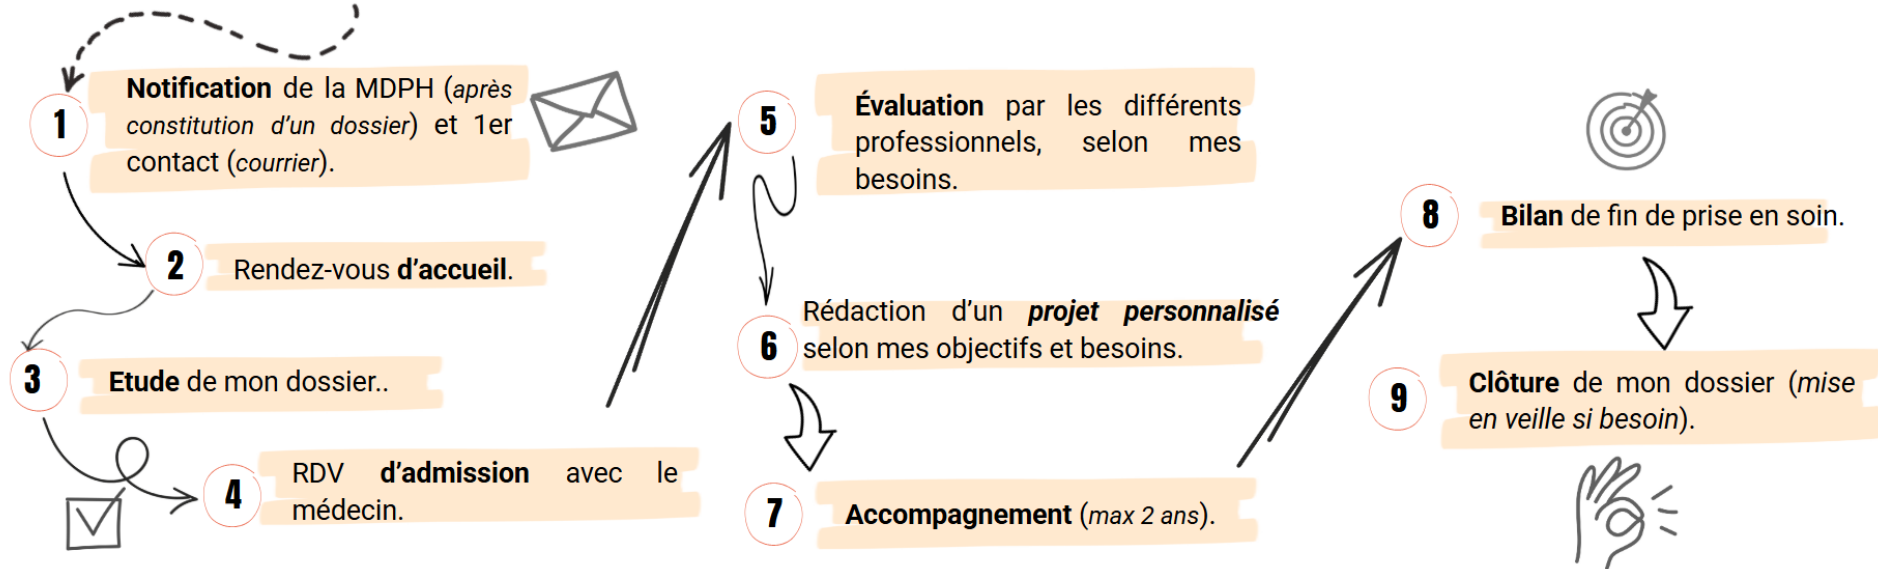 1
Notification de la MDPH (après
constitution d'un dossier) et 1er
contact (courrier).
2
Rendez-vous d'accueil.
3
Etude de mon dossier..
4
RDV d'admission avec le
médecin.
5
Évaluation par les différents
professionnels, selon mes
besoins.
6
Rédaction d'un projet personnalisé
selon mes objectifs et besoins.
7
Accompagnement (max 2 ans).
8
Bilan de fin de prise en soin.
9
Clôture de mon dossier (mise
en veille si besoin).